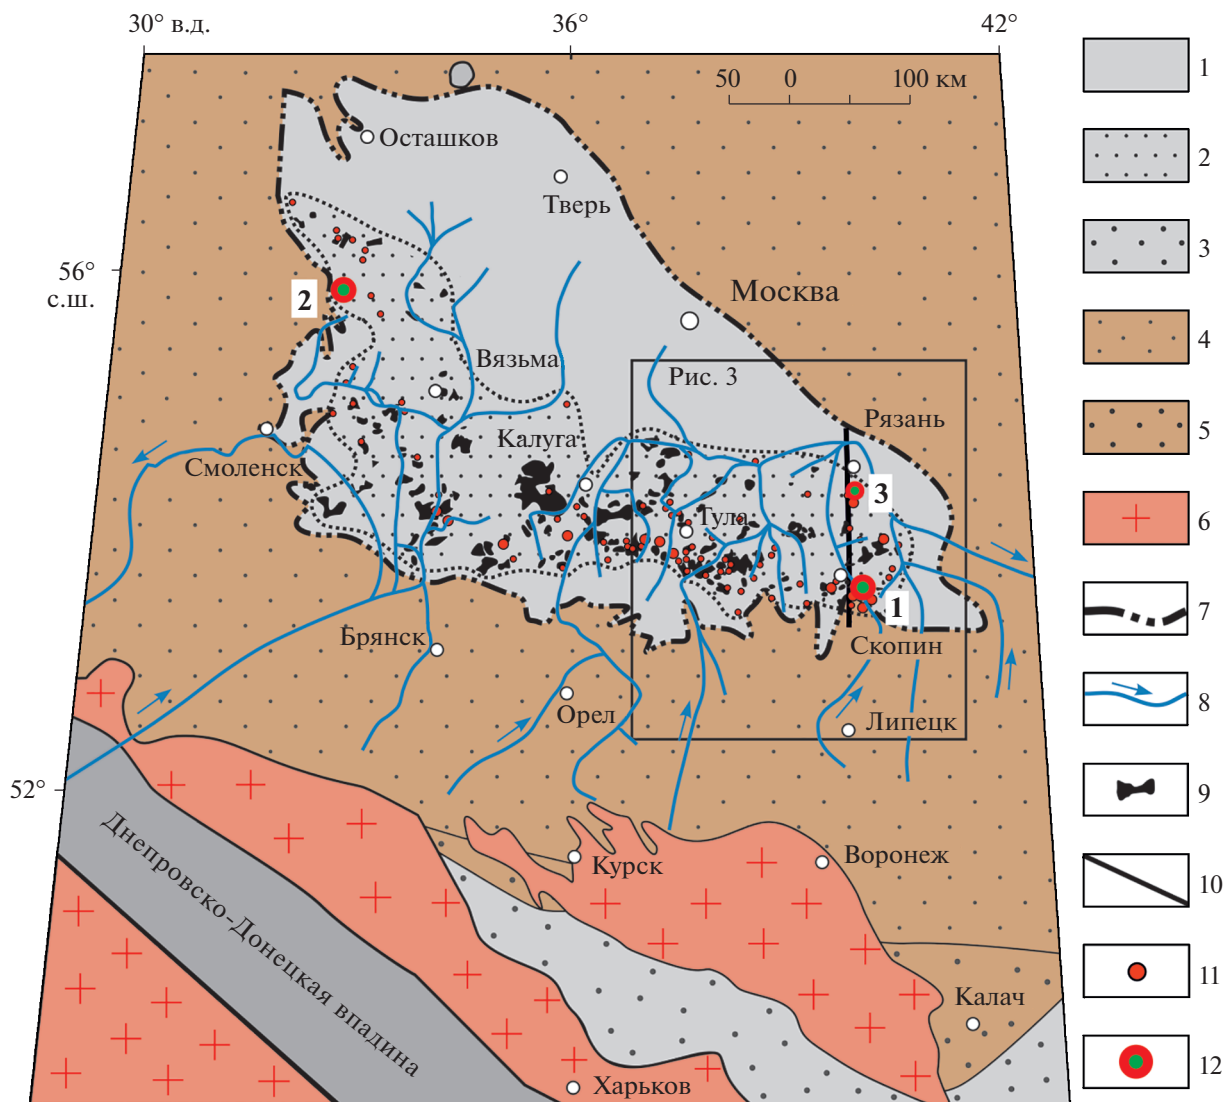 30° в.д.
36°
42°
50 0 100 км
Осташков
Тверь
56°
с.ш.
2
Москва
Вязьма
Рис. 3
Рязань
Калуга
Смоленск
3
Тула
1
Брянск
Скопин
Орел
Липецк
52°
Днепровско-Донецкая впадина
Курск
Воронеж
Калач
Харьков
1
2
3
4
5
6
7
8
9
10
11
12